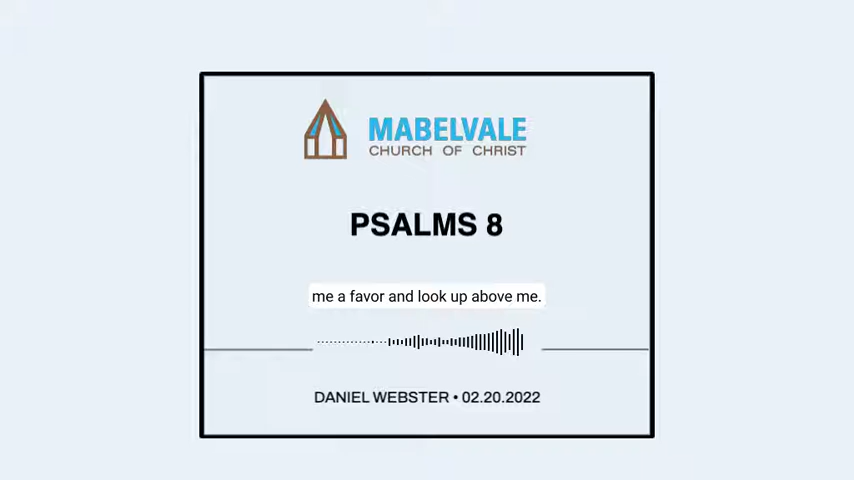 MABELVALE
CHURCH OF CHRIST
PSALMS 8
me a favor and look up above me.
DANIEL WEBSTER • 02.20.2022